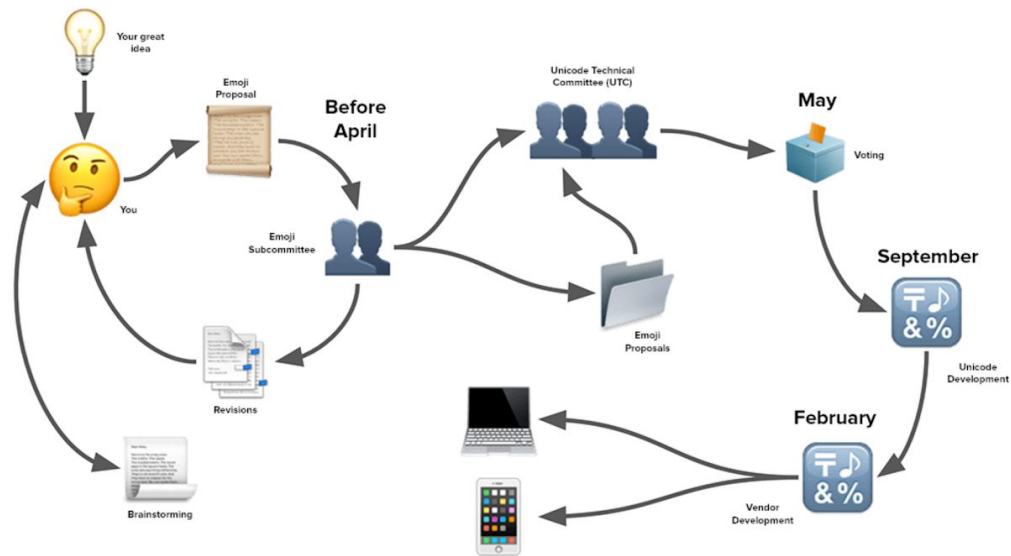 Your great
idea
You
Emoji
Proposal
Before
April
Emoji
Subcommittee
Revisions
Brainstorming
Unicode Technical
Committee (UTC)
Emoji
Proposals
May
Voting
September
〒♪
&%
Unicode
Development
February
〒♪
&%
Vendor
Development